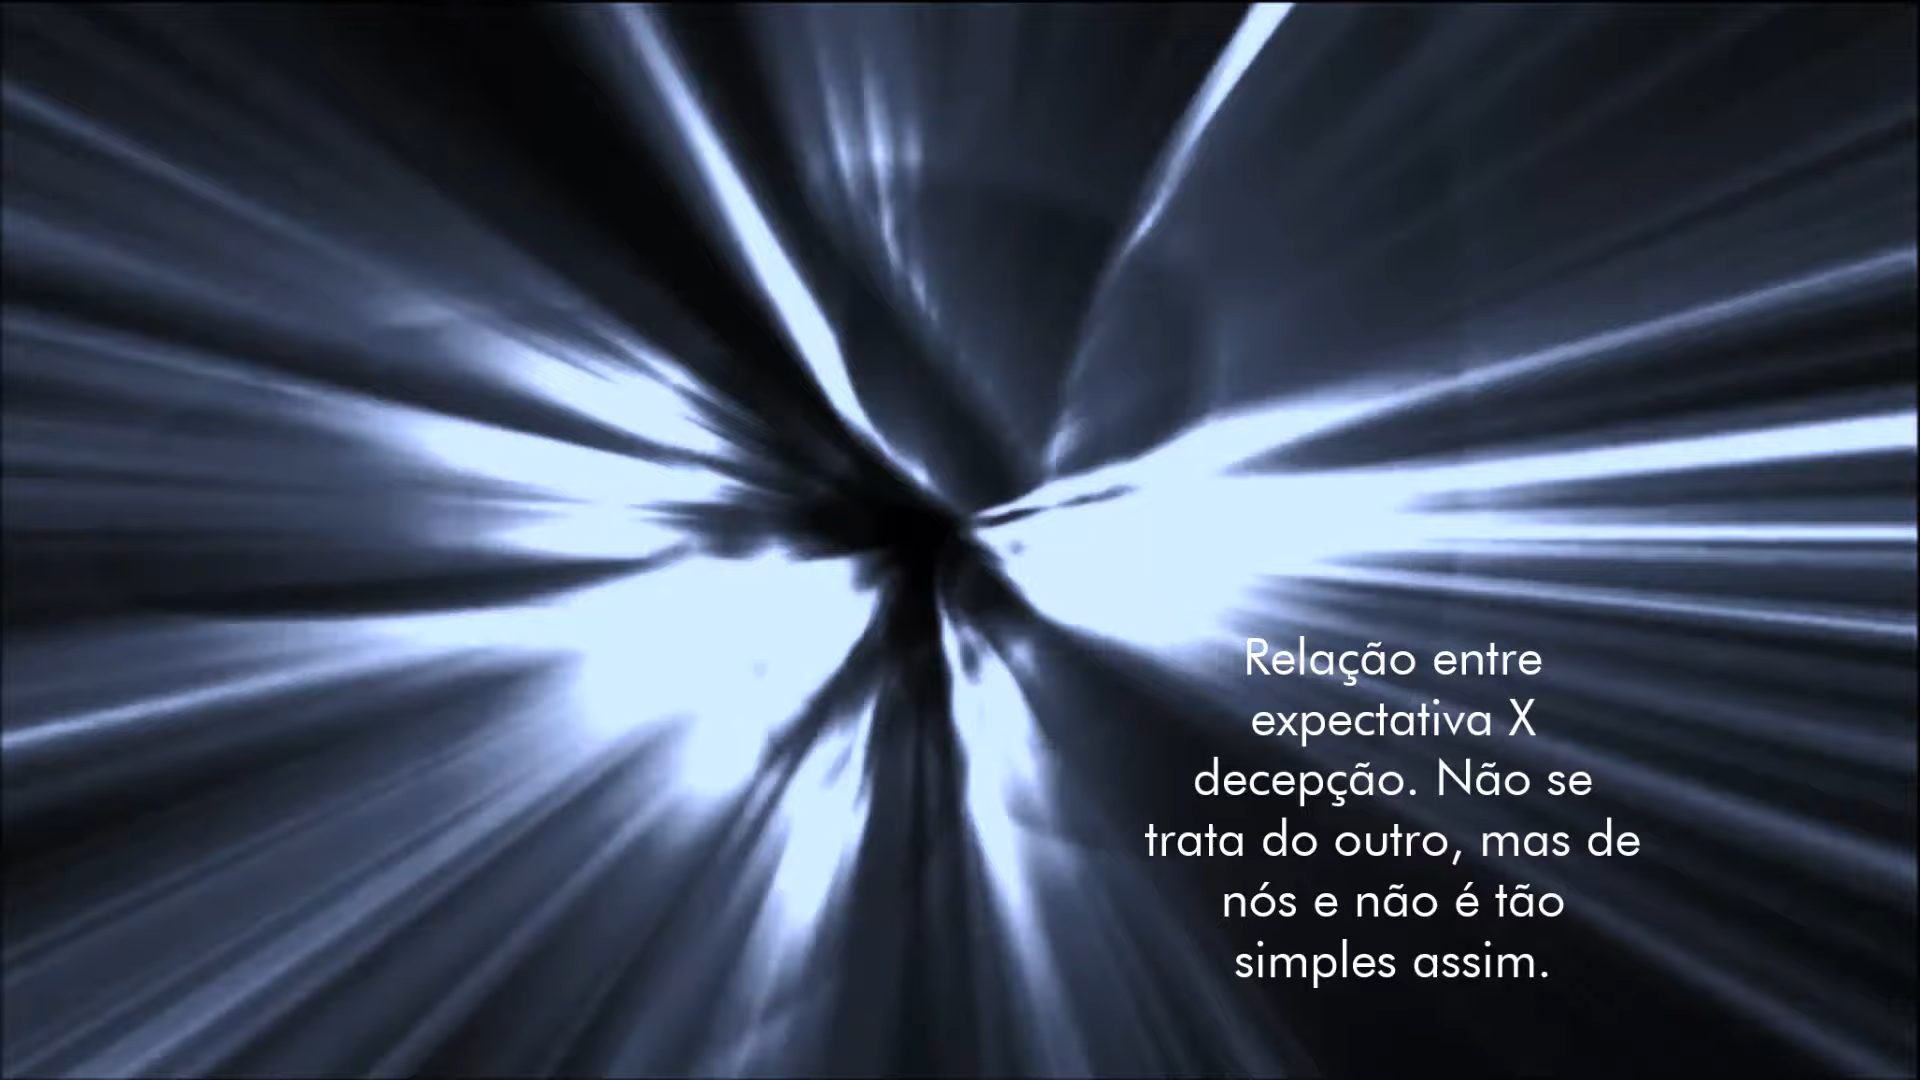 Relação entre
expectativa X
decepção. Não se
trata do outro, mas de
nós e não é tão
simples assim.